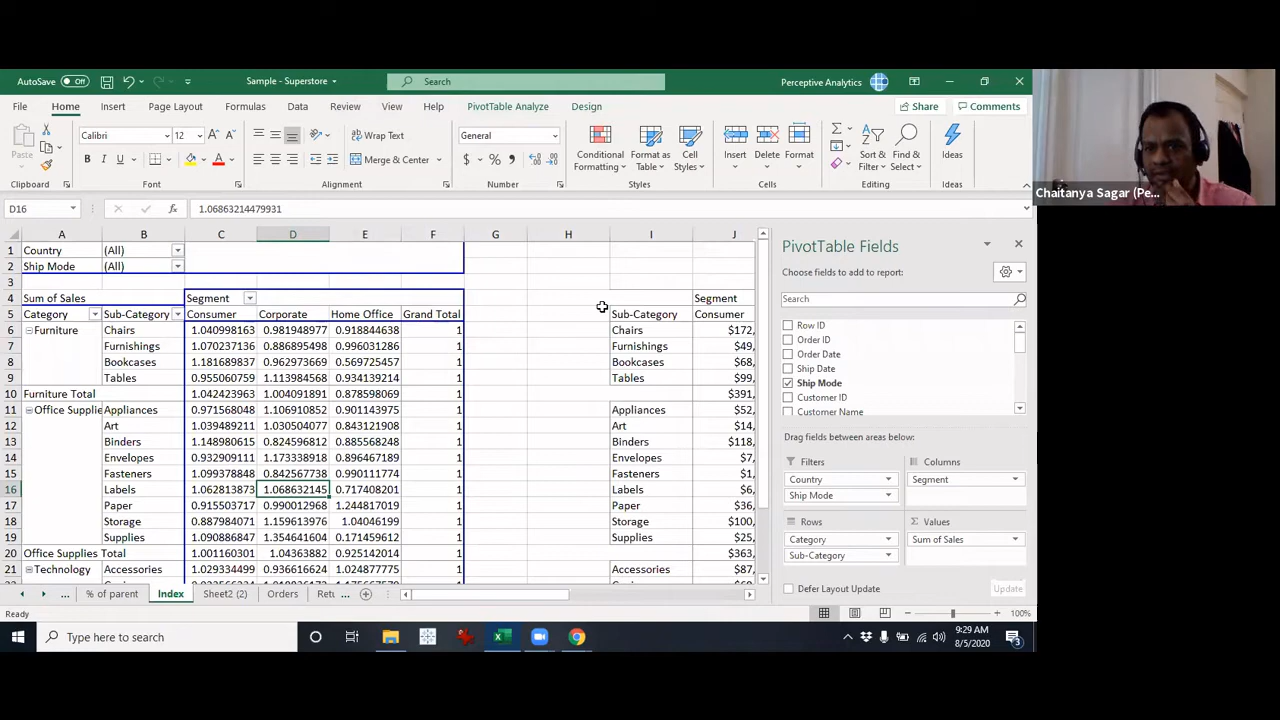 AutoSave Off Sample - Superstore Search Perceptive Analytics
File Home Insert Page Layout Formulas Data Review View Help PivotTable Analyze Design Share Comments
Paste Calibri 12 Wrap Text General Conditional Formatting Format as Table Cell Styles Insert Delete Format Sort & Filter Find & Select Ideas
B I U Merge & Center $ % ,
Clipboard Font Alignment Number Styles Cells Editing Ideas
D16 fx 1.06863214479931
A B C D E F G H I J
1 Country (All)
2 Ship Mode (All)
3
4 Sum of Sales Segment Segment
5 Category Sub-Category Consumer Corporate Home Office Grand Total Sub-Category Consumer
6 Furniture Chairs 1.040998163 0.981948977 0.918844638 1 Chairs $172,
7 Furnishings 1.070237136 0.886895498 0.996031286 1 Furnishings $49,
8 Bookcases 1.181689837 0.962973669 0.569725457 1 Bookcases $68,
9 Tables 0.955060759 1.113984568 0.934139214 1 Tables $99,
10 Furniture Total 1.042423963 1.004091891 0.878598069 1 $391,
11 Office Supplie Appliances 0.971568048 1.106910852 0.901143975 1 Appliances $52,
12 Art 1.039489211 1.030504077 0.843121908 1 Art $14,
13 Binders 1.148980615 0.824596812 0.885568248 1 Binders $118,
14 Envelopes 0.932910291 1.173338918 0.896467189 1 Envelopes $7,
15 Fasteners 1.099378848 0.842567738 0.990111774 1 Fasteners $1,
16 Labels 1.062813873 1.068632145 0.717408201 1 Labels $6,
17 Paper 0.915503717 0.990012968 1.244817019 1 Paper $36,
18 Storage 0.887984071 1.159613976 1.04046199 1 Storage $100,
19 Supplies 1.090886847 1.354641604 0.171459612 1 Supplies $25,
20 Office Supplies Total 1.001160301 1.04363882 0.925142014 1 $363,
21 Technology Accessories 1.029334499 0.936616624 1.024877775 1 Accessories $87,
... % of parent Index Sheet2 (2) Orders Retu ...
Ready 100%
PivotTable Fields
Choose fields to add to report:
Search
Row ID
Order ID
Order Date
Ship Date
Ship Mode
Customer ID
Customer Name
Drag fields between areas below:
Filters Columns
Country Segment
Ship Mode
Rows Values
Category Sum of Sales
Sub-Category
Defer Layout Update Update
Type here to search
9:29 AM
8/5/2020
3
Chaitanya Sagar (Pe...